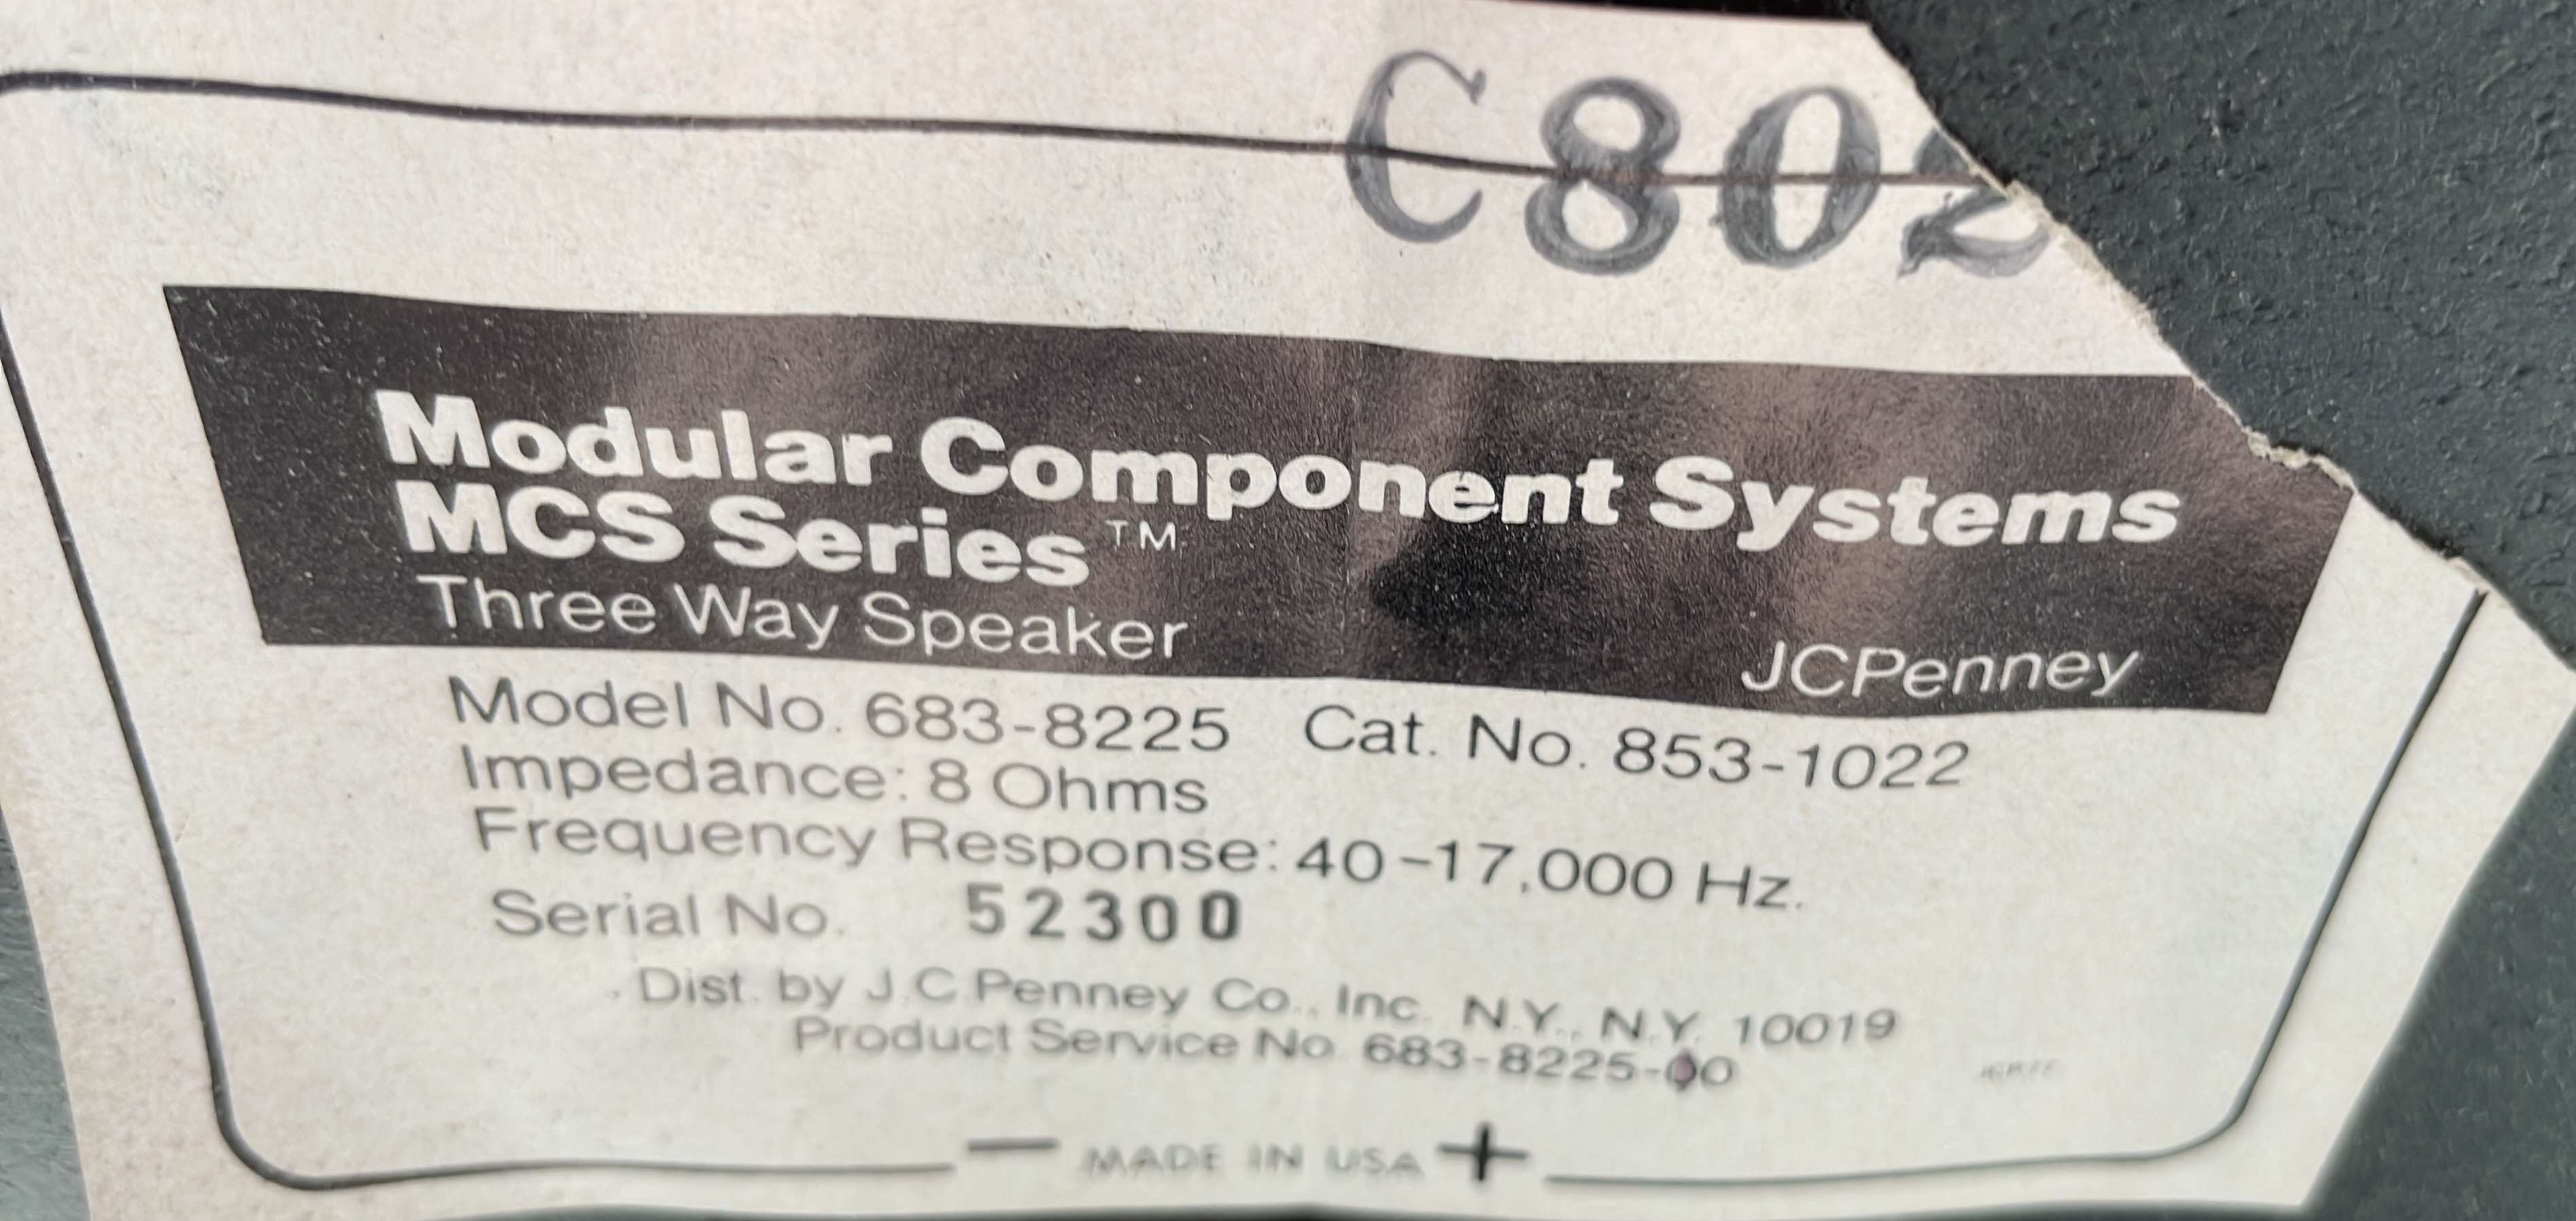 C802
Modular Component Systems
MCS Series™
Three Way Speaker
JCPenney
Model No. 683-8225 Cat. No. 853-1022
Impedance: 8 Ohms
Frequency Response: 40-17,000 Hz.
Serial No. 52300
Dist. by J.C.Penney Co., Inc. N.Y., N.Y. 10019
Product Service No. 683-8225-00
— MADE IN USA +